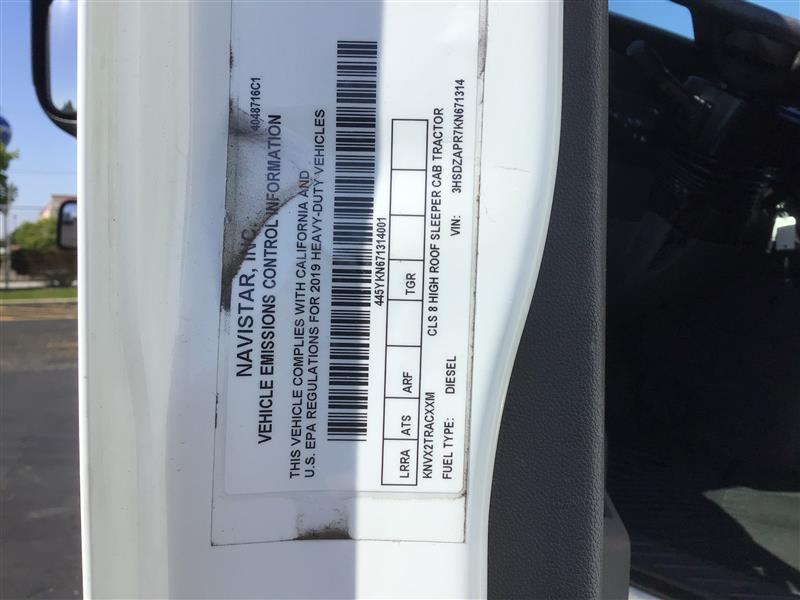 4048716C1
NAVISTAR, INC.
VEHICLE EMISSIONS CONTROL INFORMATION
THIS VEHICLE COMPLIES WITH CALIFORNIA AND
U.S. EPA REGULATIONS FOR 2019 HEAVY-DUTY VEHICLES
445YKN671314001
LRRA ATS ARF TGR
KNVX2TRACXXM CLS 8 HIGH ROOF SLEEPER CAB TRACTOR
FUEL TYPE: DIESEL VIN: 3HSDZAPR7KN671314